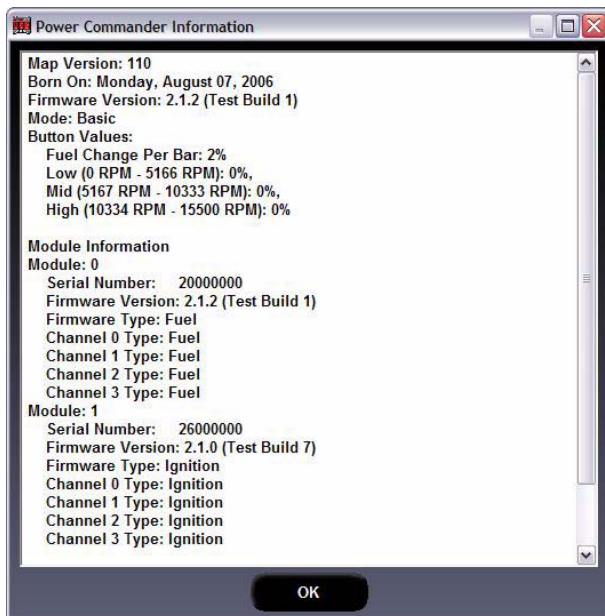 Power Commander Information
Map Version: 110
Born On: Monday, August 07, 2006
Firmware Version: 2.1.2 (Test Build 1)
Mode: Basic
Button Values:
Fuel Change Per Bar: 2%
Low (0 RPM - 5166 RPM): 0%,
Mid (5167 RPM - 10333 RPM): 0%,
High (10334 RPM - 15500 RPM): 0%
Module Information
Module: 0
Serial Number: 20000000
Firmware Version: 2.1.2 (Test Build 1)
Firmware Type: Fuel
Channel 0 Type: Fuel
Channel 1 Type: Fuel
Channel 2 Type: Fuel
Channel 3 Type: Fuel
Module: 1
Serial Number: 26000000
Firmware Version: 2.1.0 (Test Build 7)
Firmware Type: Ignition
Channel 0 Type: Ignition
Channel 1 Type: Ignition
Channel 2 Type: Ignition
Channel 3 Type: Ignition
OK